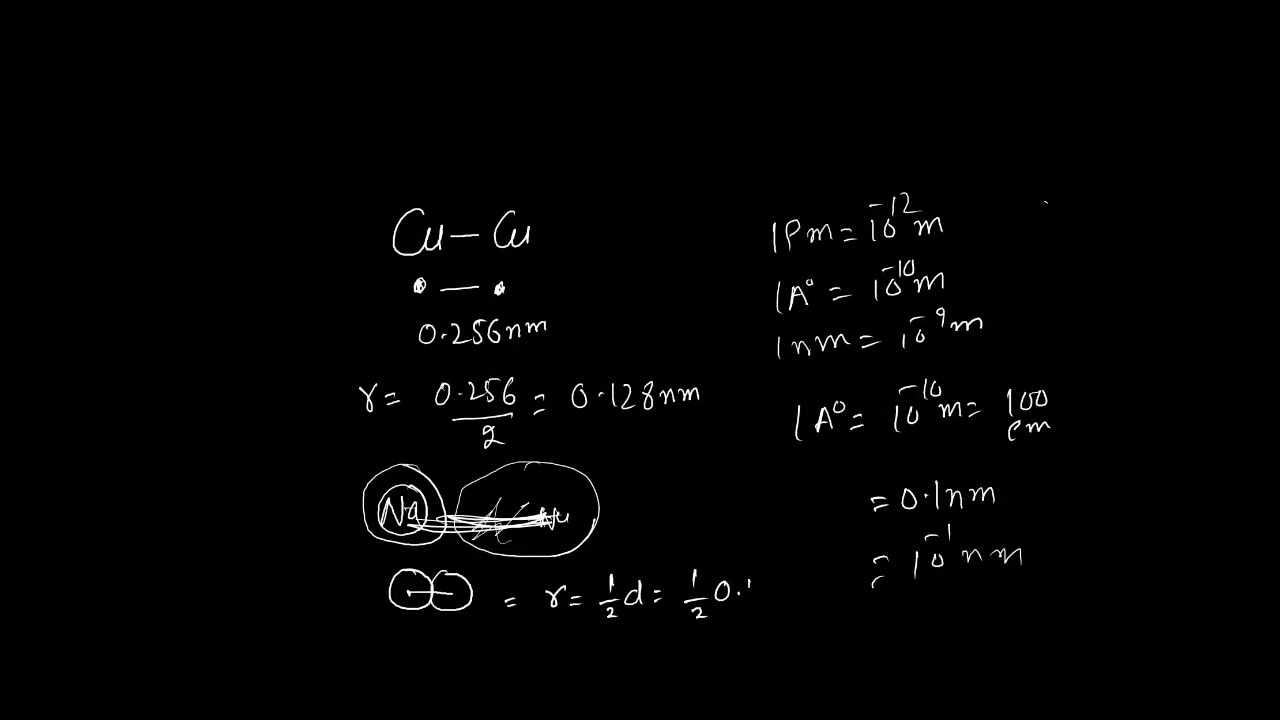 Cu — Cu
• — •
0.256nm
r = 0.256/2 = 0.128nm
Na
= r = 1/2 d = 1/2 0.
1Pm = 10⁻¹² m
1A° = 10⁻¹⁰ m
1nm = 10⁻⁹ m
1A° = 10⁻¹⁰ m = 100 Pm
= 0.1nm
= 10⁻¹ nm